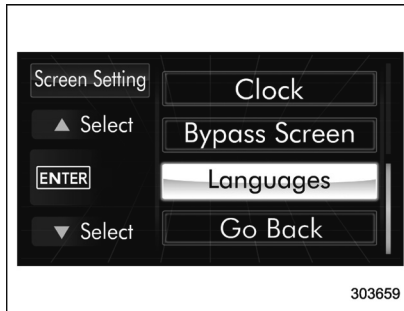 Screen Setting
▲ Select
ENTER
▼ Select
Clock
Bypass Screen
Languages
Go Back
303659